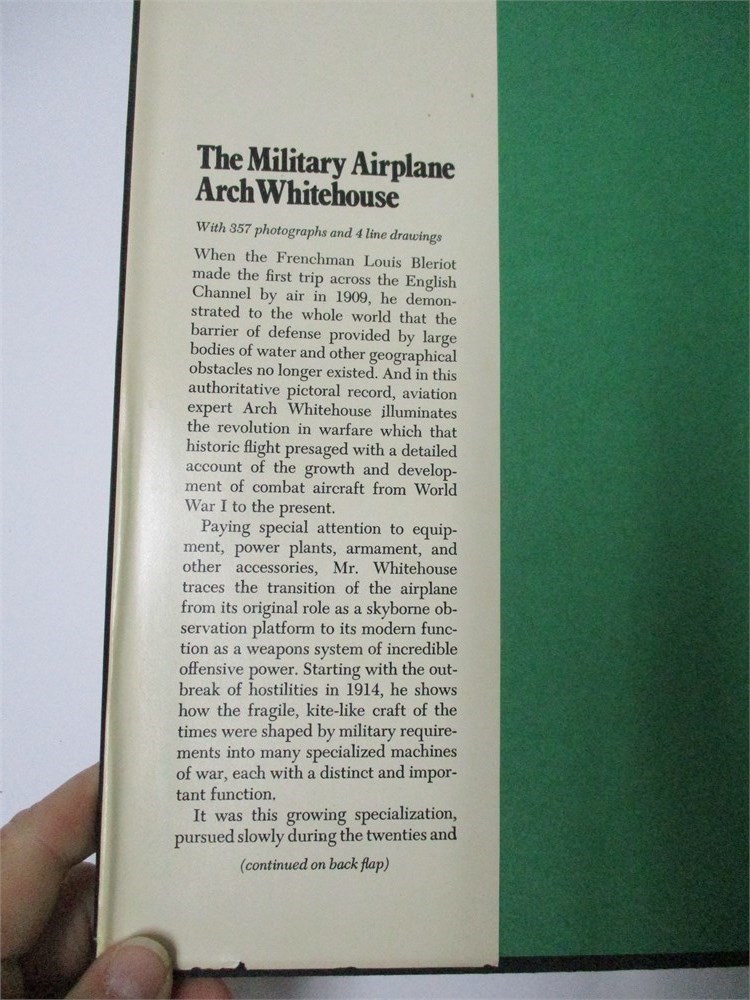 The Military Airplane
Arch Whitehouse
With 357 photographs and 4 line drawings
When the Frenchman Louis Bleriot
made the first trip across the English
Channel by air in 1909, he demon-
strated to the whole world that the
barrier of defense provided by large
bodies of water and other geographical
obstacles no longer existed. And in this
authoritative pictoral record, aviation
expert Arch Whitehouse illuminates
the revolution in warfare which that
historic flight presaged with a detailed
account of the growth and develop-
ment of combat aircraft from World
War I to the present.
Paying special attention to equip-
ment, power plants, armament, and
other accessories, Mr. Whitehouse
traces the transition of the airplane
from its original role as a skyborne ob-
servation platform to its modern func-
tion as a weapons system of incredible
offensive power. Starting with the out-
break of hostilities in 1914, he shows
how the fragile, kite-like craft of the
times were shaped by military require-
ments into many specialized machines
of war, each with a distinct and impor-
tant function.
It was this growing specialization,
pursued slowly during the twenties and
(continued on back flap)